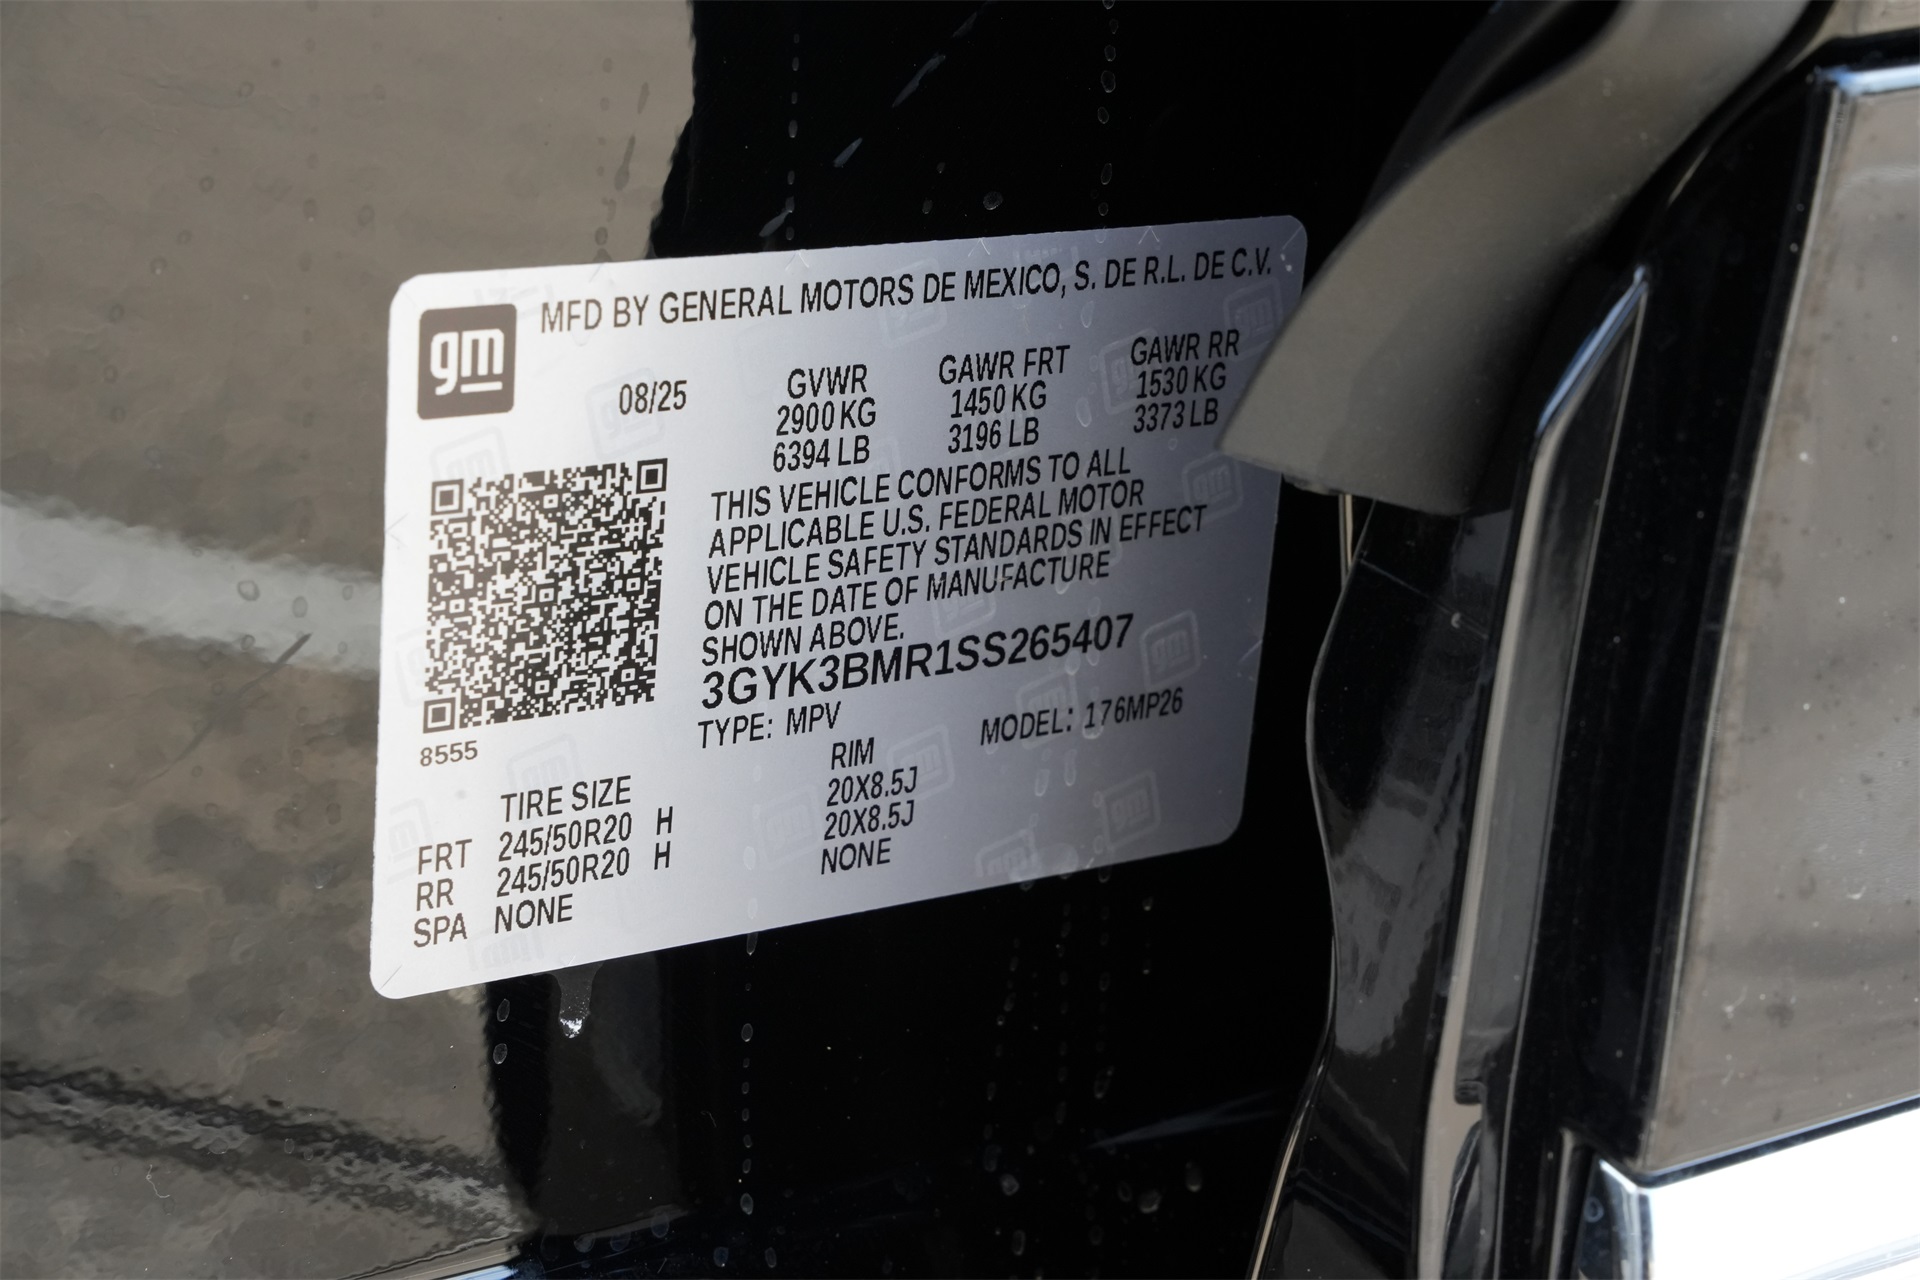 gm
MFD BY GENERAL MOTORS DE MEXICO, S. DE R.L. DE C.V.
08/25 GVWR GAWR FRT GAWR RR
2900 KG 1450 KG 1530 KG
6394 LB 3196 LB 3373 LB
THIS VEHICLE CONFORMS TO ALL
APPLICABLE U.S. FEDERAL MOTOR
VEHICLE SAFETY STANDARDS IN EFFECT
ON THE DATE OF MANUFACTURE
SHOWN ABOVE.
3GYK3BMR1SS265407
TYPE: MPV MODEL: 176MP26
8555
TIRE SIZE RIM
FRT 245/50R20 H 20X8.5J
RR 245/50R20 H 20X8.5J
SPA NONE NONE